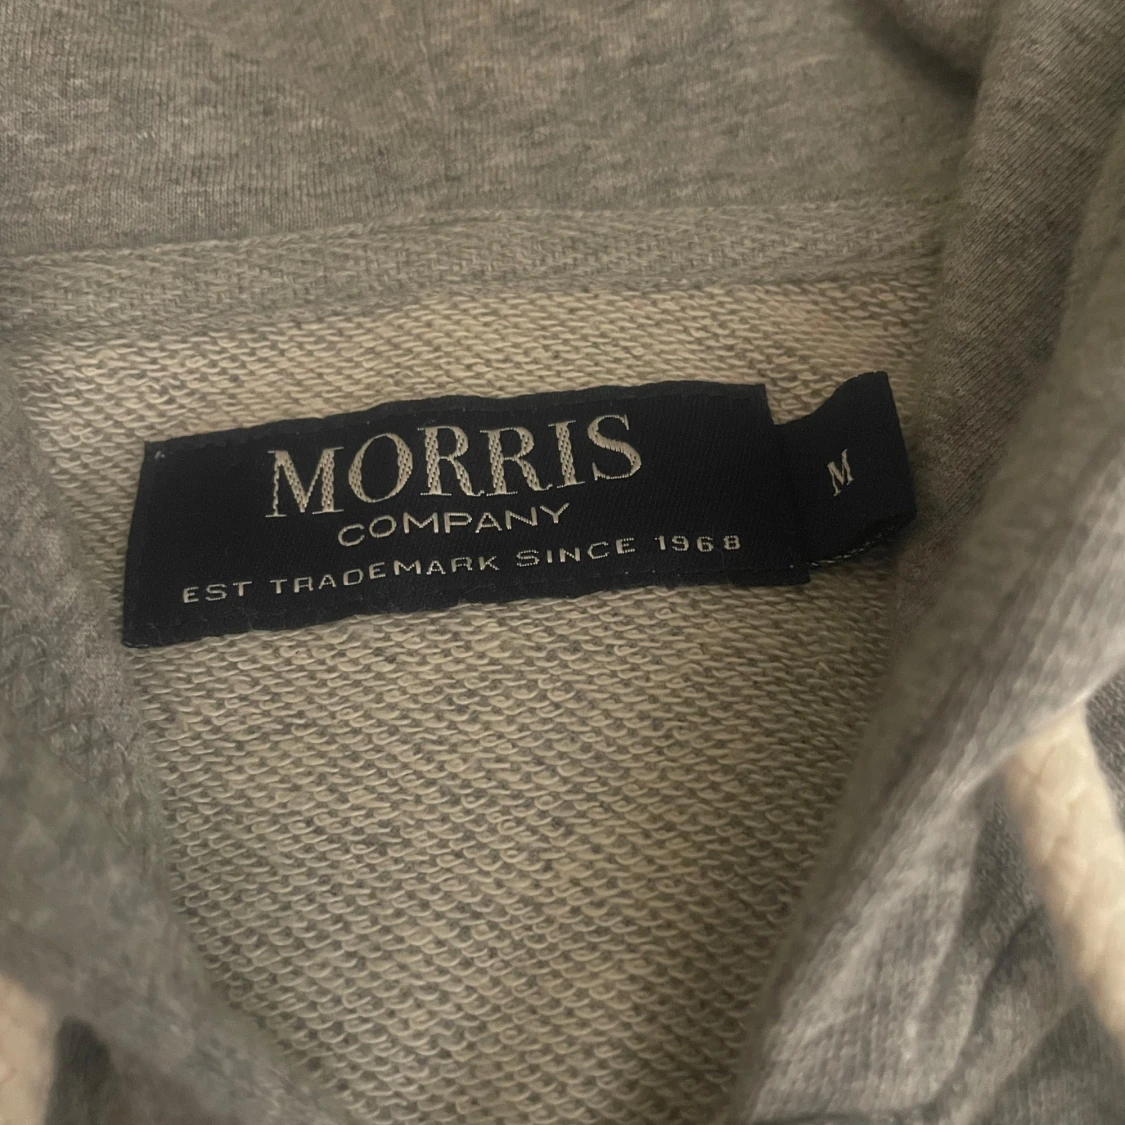 MORRIS
COMPANY
EST TRADEMARK SINCE 1968
M